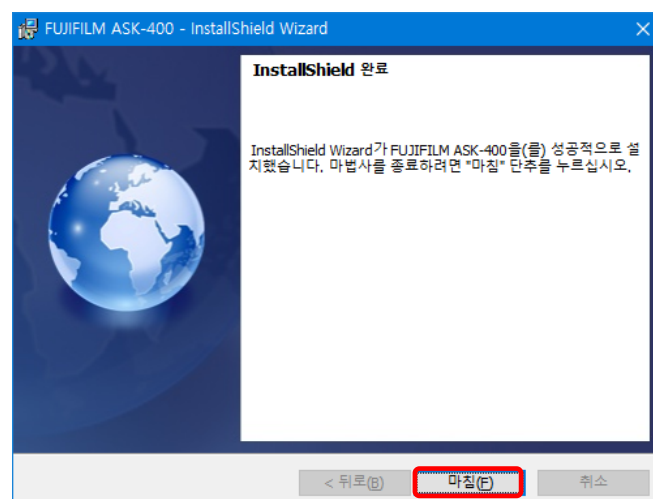 FUJIFILM ASK-400 - InstallShield Wizard
InstallShield 완료
InstallShield Wizard가 FUJIFILM ASK-400을(를) 성공적으로 설
치했습니다. 마법사를 종료하려면 "마침" 단추를 누르십시오.
< 뒤로(B) 마침(F) 취소